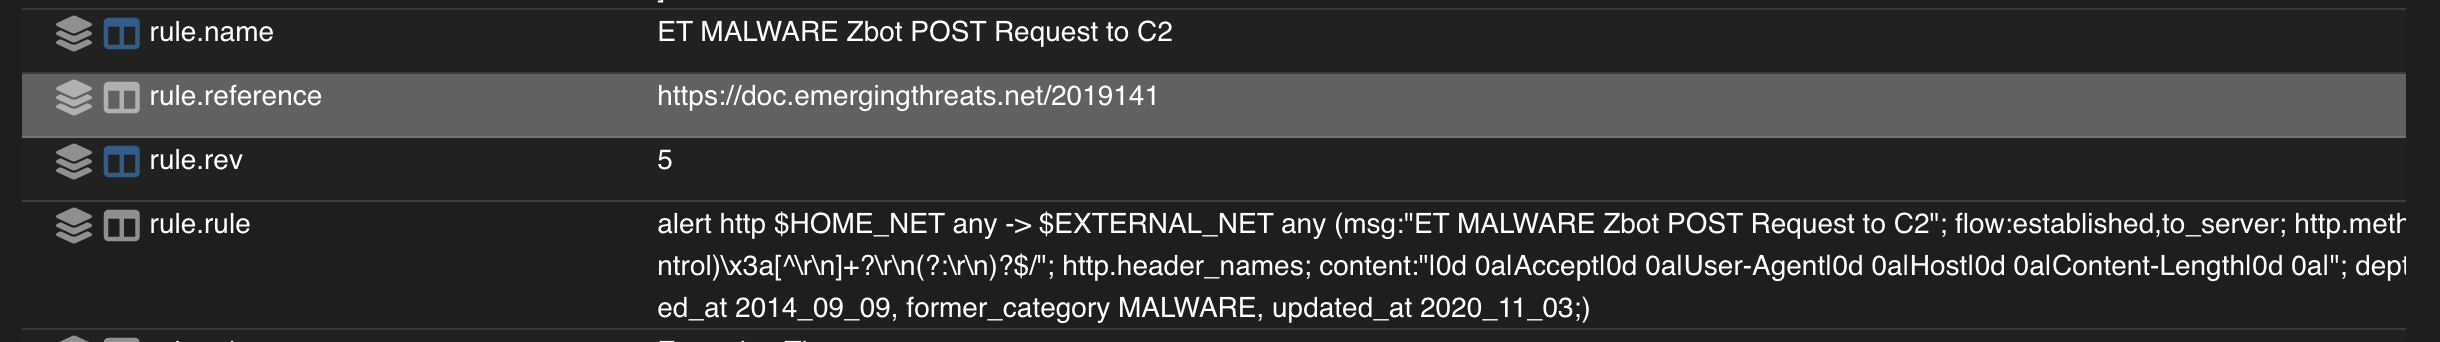 rule.name ET MALWARE Zbot POST Request to C2
rule.reference https://doc.emergingthreats.net/2019141
rule.rev 5
rule.rule alert http $HOME_NET any -> $EXTERNAL_NET any (msg:"ET MALWARE Zbot POST Request to C2"; flow:established,to_server; http.meth
ntrol)\x3a[^\r\n]+?\r\n(?:\r\n)?$/"; http.header_names; content:"|0d 0a|Accept|0d 0a|User-Agent|0d 0a|Host|0d 0a|Content-Length|0d 0a|"; dept
ed_at 2014_09_09, former_category MALWARE, updated_at 2020_11_03;)